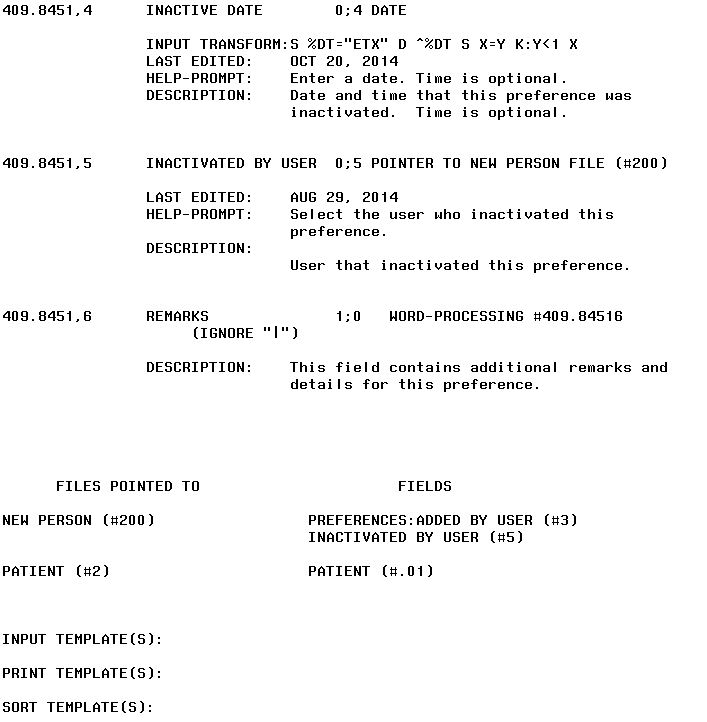 409.8451,4      INACTIVE DATE        0;4 DATE
INPUT TRANSFORM:S %DT="ETX" D ^%DT S X=Y K:Y<1 X
LAST EDITED:    OCT 20, 2014
HELP-PROMPT:    Enter a date. Time is optional.
DESCRIPTION:    Date and time that this preference was
inactivated.  Time is optional.
409.8451,5      INACTIVATED BY USER  0;5 POINTER TO NEW PERSON FILE (#200)
LAST EDITED:    AUG 29, 2014
HELP-PROMPT:    Select the user who inactivated this
preference.
DESCRIPTION:
User that inactivated this preference.
409.8451,6      REMARKS              1;0   WORD-PROCESSING #409.84516
(IGNORE "|")
DESCRIPTION:    This field contains additional remarks and
details for this preference.
FILES POINTED TO                      FIELDS
NEW PERSON (#200)                 PREFERENCES:ADDED BY USER (#3)
INACTIVATED BY USER (#5)
PATIENT (#2)                      PATIENT (#.01)
INPUT TEMPLATE(S):
PRINT TEMPLATE(S):
SORT TEMPLATE(S):